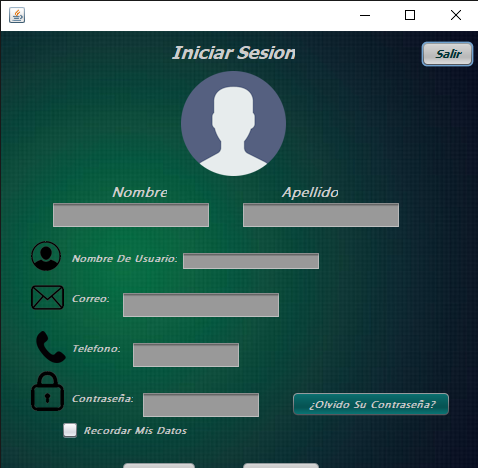 Iniciar Sesion
Salir
Nombre
Apellido
Nombre De Usuario:
Correo:
Telefono:
Contraseña:
¿Olvido Su Contraseña?
Recordar Mis Datos